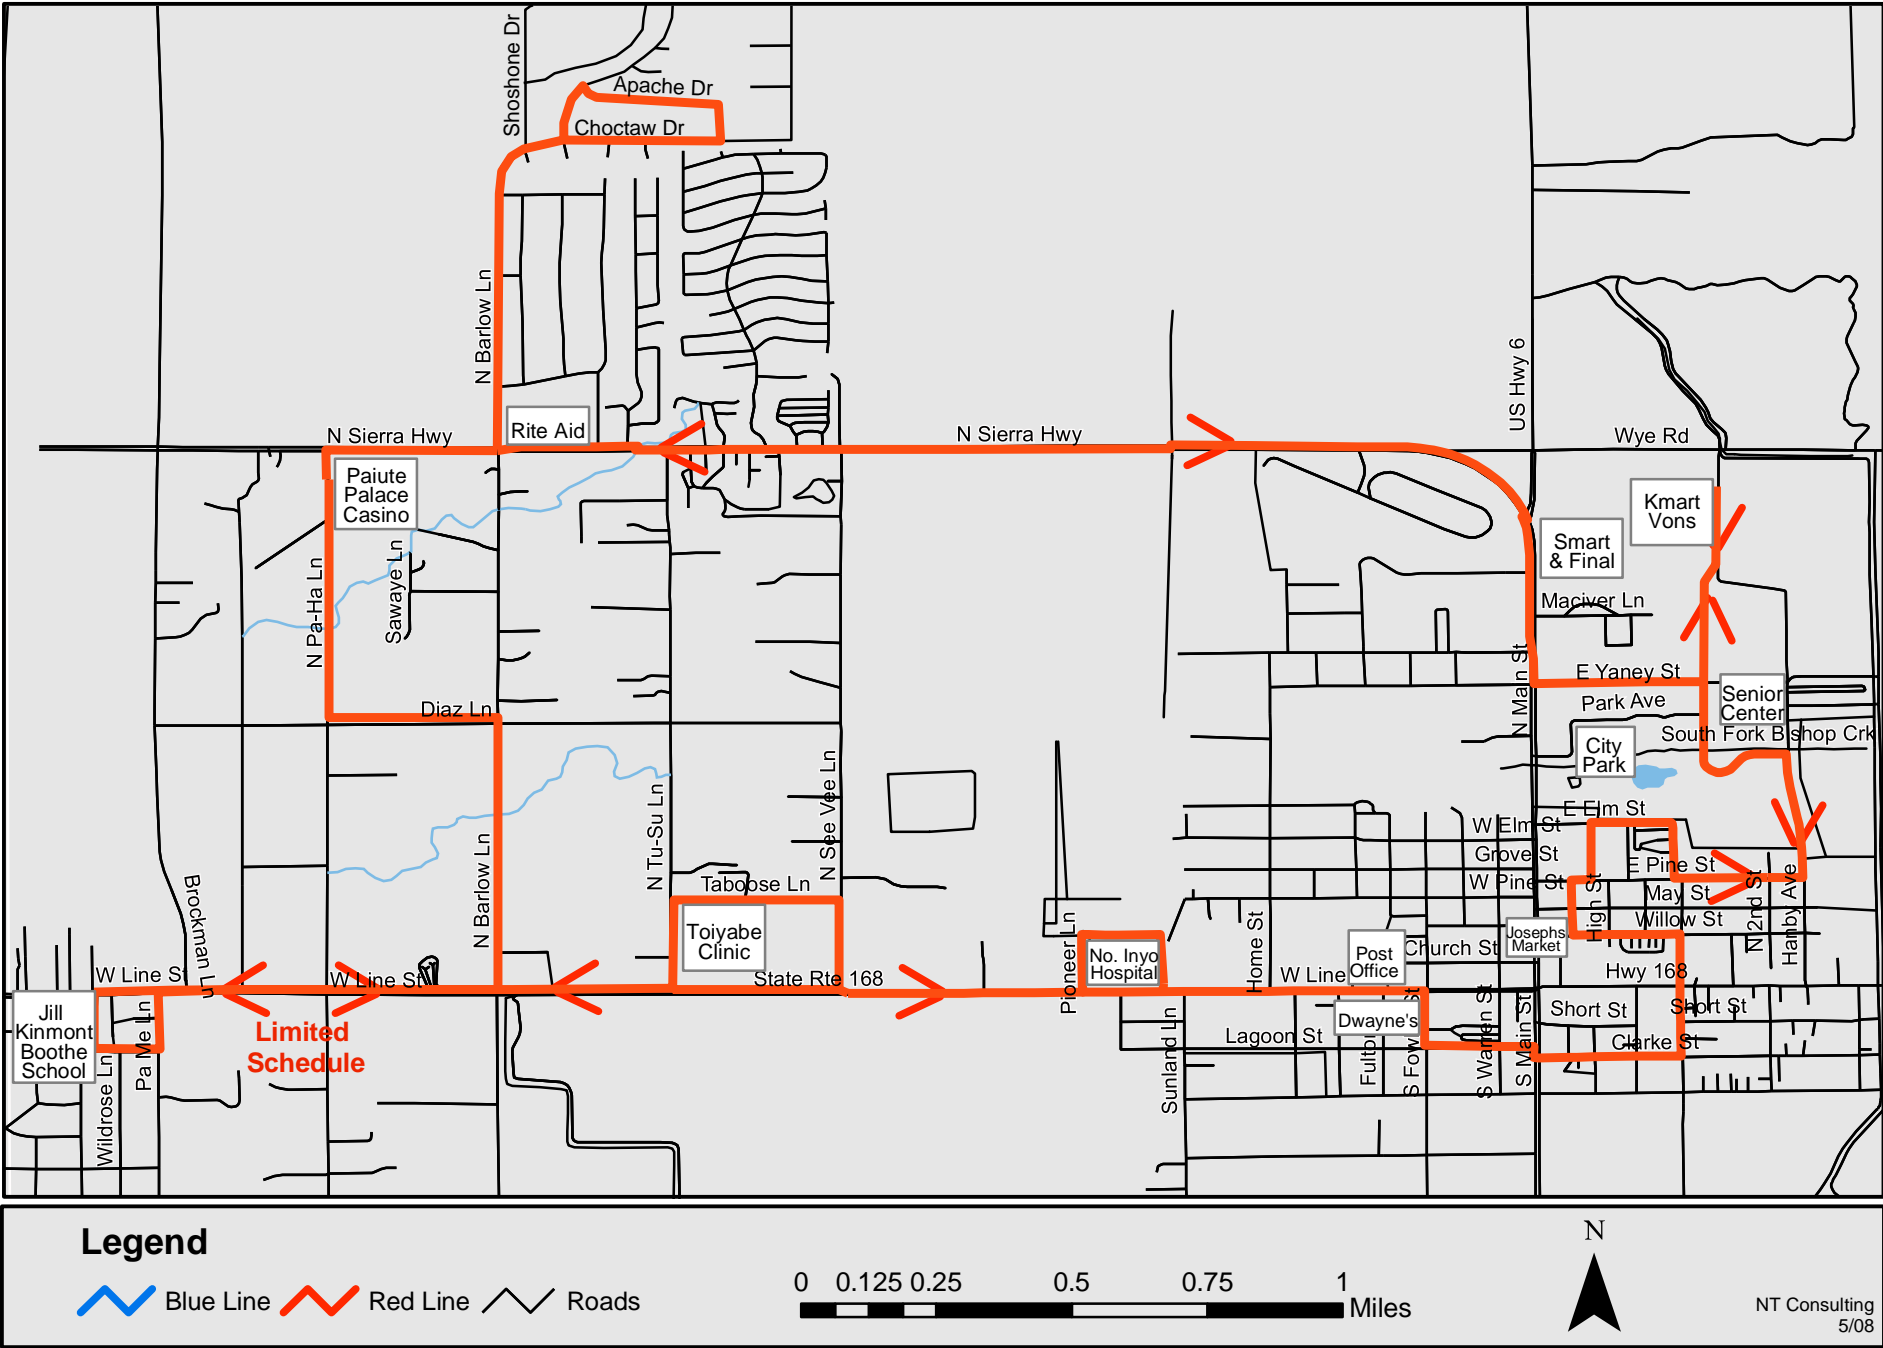 Shoshone Dr
Apache Dr
Choctaw Dr
N Barlow Ln
US Hwy 6
Rite Aid
N Sierra Hwy
N Sierra Hwy
Wye Rd
Paiute
Palace
Casino
Kmart
Vons
Smart
& Final
Sawaye Ln
N Pa-Ha Ln
Maciver Ln
E Yaney St
N Main St
Park Ave
Senior
Center
Diaz Ln
South Fork Bishop Crk
City
Park
N Tu-Su Ln
N See Vee Ln
E Elm St
W Elm St
Grove St
E Pine St
W Pine St
May St
Willow St
High St
N 2nd St
Hanby Ave
Taboose Ln
Brockman Ln
N Barlow Ln
Toiyabe
Clinic
Pioneer Ln
No. Inyo
Hospital
Home St
Post
Office
Church St
Josephs
Market
W Line St
W Line St
State Rte 168
W Line
Hwy 168
Jill
Kinmont
Boothe
School
Pa Me Ln
Wildrose Ln
Limited
Schedule
Sunland Ln
Lagoon St
Dwayne's
Fulton
S Fow
St
S Warren St
S Main St
Short St
Short St
Clarke St
Legend
Blue Line
Red Line
Roads
0 0.125 0.25 0.5 0.75 1
Miles
N
NT Consulting
5/08